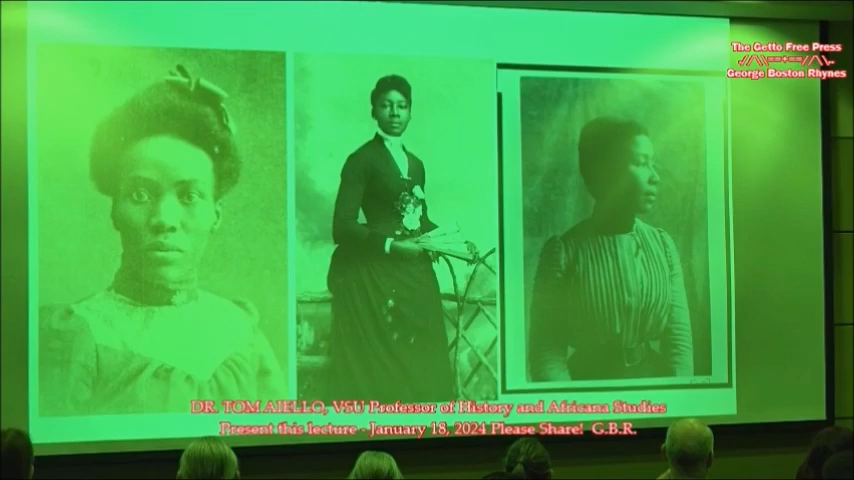 The Getto Free Press
George Boston Rhynes
DR. TOM AIELLO, VSU Professor of History and Africana Studies
Present this lecture - January 18, 2024 Please Share! G.B.R.